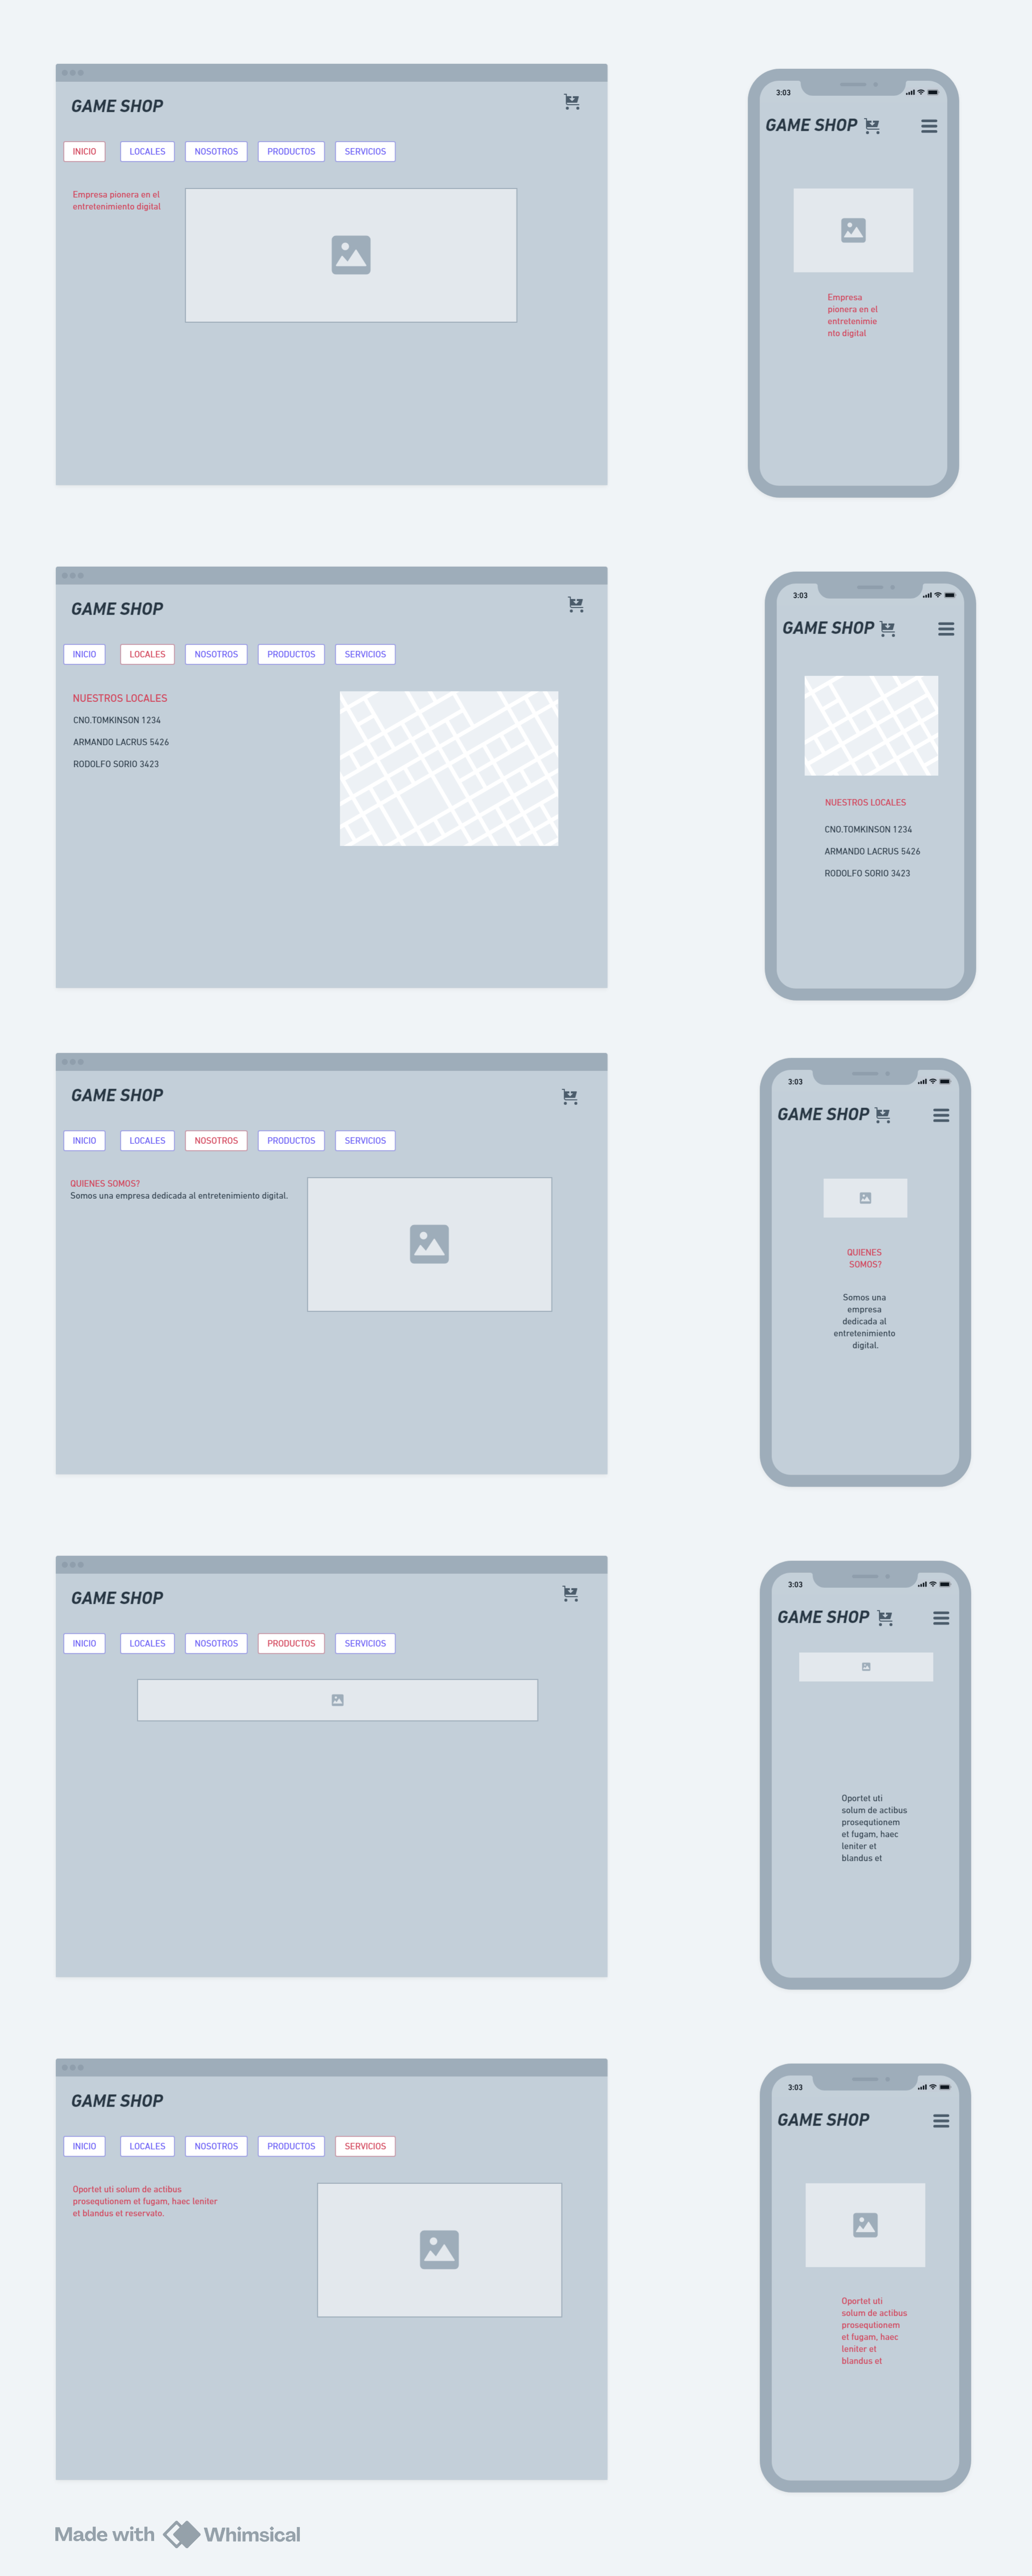 GAME SHOP
INICIO LOCALES NOSOTROS PRODUCTOS SERVICIOS
Empresa pionera en el
entretenimiento digital
3:03
GAME SHOP
Empresa
pionera en el
entretenimie
nto digital
GAME SHOP
INICIO LOCALES NOSOTROS PRODUCTOS SERVICIOS
NUESTROS LOCALES
CNO.TOMKINSON 1234
ARMANDO LACRUS 5426
RODOLFO SORIO 3423
3:03
GAME SHOP
NUESTROS LOCALES
CNO.TOMKINSON 1234
ARMANDO LACRUS 5426
RODOLFO SORIO 3423
GAME SHOP
INICIO LOCALES NOSOTROS PRODUCTOS SERVICIOS
QUIENES SOMOS?
Somos una empresa dedicada al entretenimiento digital.
3:03
GAME SHOP
QUIENES
SOMOS?
Somos una
empresa
dedicada al
entretenimiento
digital.
GAME SHOP
INICIO LOCALES NOSOTROS PRODUCTOS SERVICIOS
3:03
GAME SHOP
Oportet uti
solum de actibus
prosequtionem
et fugam, haec
leniter et
blandus et
GAME SHOP
INICIO LOCALES NOSOTROS PRODUCTOS SERVICIOS
Oportet uti solum de actibus
prosequtionem et fugam, haec leniter
et blandus et reservato.
3:03
GAME SHOP
Oportet uti
solum de actibus
prosequtionem
et fugam, haec
leniter et
blandus et
Made with Whimsical